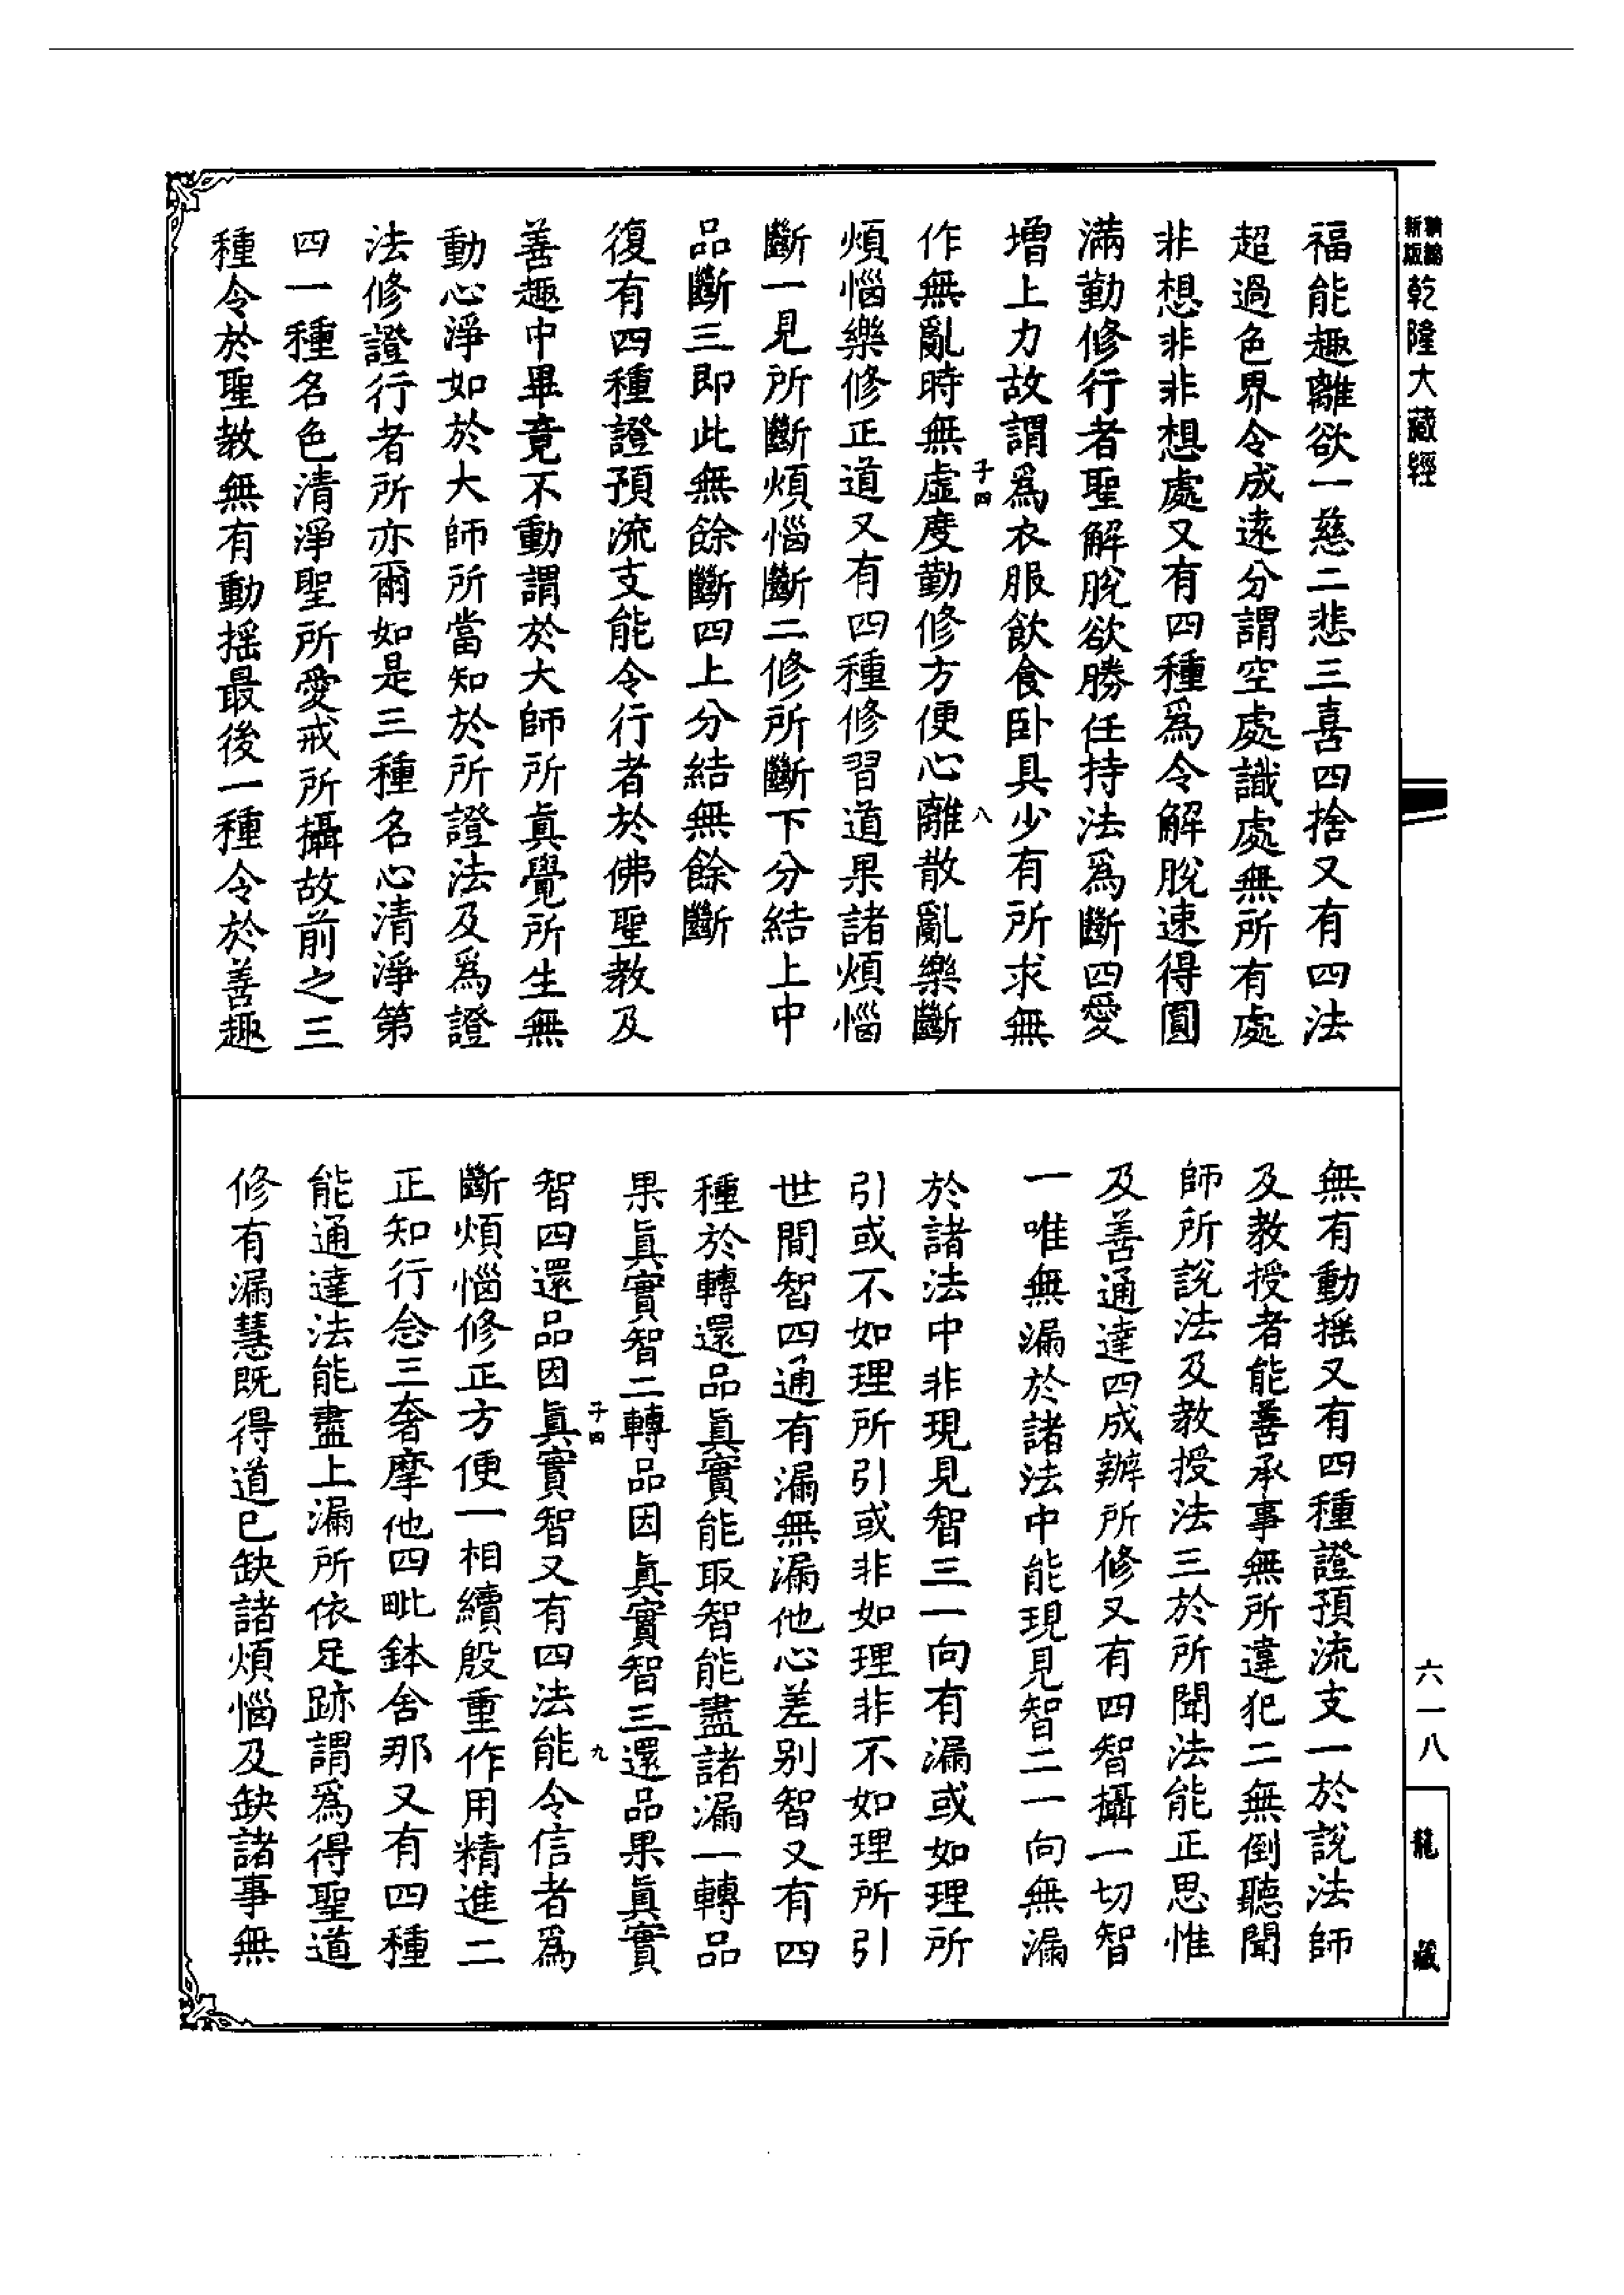 新編
新版
乾隆大藏經
福能趣離欲一慈二悲三喜四捨又有四法
超過色界令成遠分謂空處識處無所有處
非想非非想處又有四種為令解脫速得圓
滿勤修行者聖解脫欲勝任持法為斷四愛
增上力故謂為衣服飲食臥具少有所求無
子四
八
作無亂時無虛度勤修方便心離散亂樂斷
煩惱樂修正道又有四種修習道果諸煩惱
斷一見所斷煩惱斷二修所斷下分結上中
品斷三即此無餘斷四上分結無餘斷
復有四種證預流支能令行者於佛聖教及
善趣中畢竟不動謂於大師所真覺所生無
動心淨如於大師所當知於所證法及為證
法修證行者所亦爾如是三種名心清淨第
四一種名色清淨聖所愛戒所攝故前之三
種令於聖教無有動搖最後一種令於善趣
無有動搖又有四種證預流支一於說法師
及教授者能善承事無所違犯二無倒聽聞
師所說法及教授法三於所聞法能正思惟
及善通達四成辦所修又有四智攝一切智
一唯無漏於諸法中能現見智二一向無漏
於諸法中非現見智三一向有漏或如理所
引或不如理所引或非如理非不如理所引
世間智四通有漏無漏他心差別智又有四
種於轉還品真實能取智能盡諸漏一轉品
果真實智二轉品因真實智三還品果真實
子四
九
智四還品因真實智又有四法能令信者為
斷煩惱修正方便一相續殷重作用精進二
正知行念三奢摩他四毗鉢舍那又有四種
能通達法能盡上漏所依足跡謂為得聖道
修有漏慧既得道已缺諸煩惱及缺諸事無
六一八
龍藏